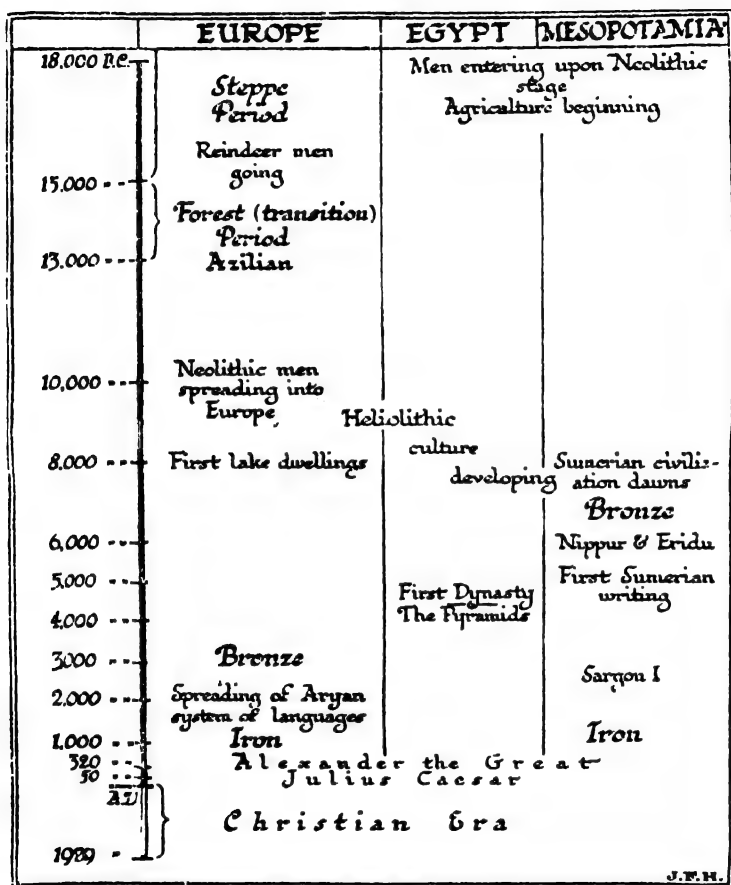 EUROPE EGYPT MESOPOTAMIA
18,000 B.C.
Men entering upon Neolithic
stage
Agriculture beginning
Steppe
Period
Reindeer men
going
15,000
Forest (transition)
Period
13,000
Azilian
10,000
Neolithic men
spreading into
Europe,
Heliolithic
culture
developing
8,000
First lake dwellings
Sumerian civiliz-
ation dawns
Bronze
6,000
Nippur & Eridu
5,000
First Dynasty
The Pyramids
First Sumerian
writing
4,000
3000
Bronze
Sargon I
2,000
Spreading of Aryan
system of languages
1,000
Iron
Iron
320
Alexander the Great
50
Julius Caesar
A.D
Christian Era
J.F.H.